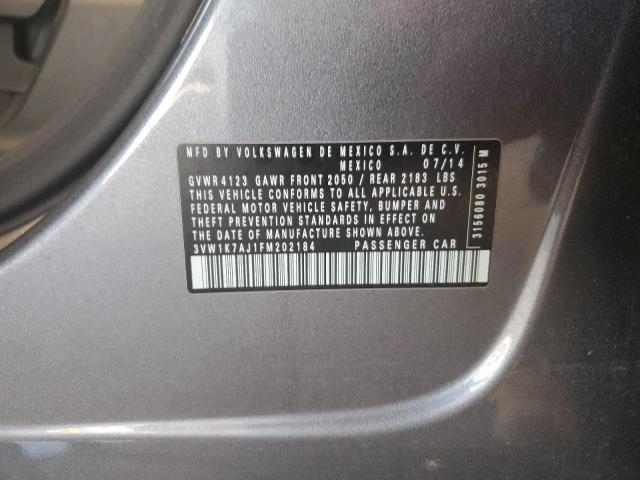 MFD BY VOLKSWAGEN DE MEXICO S.A. DE C.V.
MEXICO 07/14
GVWR 4123 GAWR FRONT 2050 / REAR 2183 LBS
THIS VEHICLE CONFORMS TO ALL APPLICABLE U.S.
FEDERAL MOTOR VEHICLE SAFETY, BUMPER AND
THEFT PREVENTION STANDARDS IN EFFECT ON THE
DATE OF MANUFACTURE SHOWN ABOVE.
3VW1K7AJ1FM202184 PASSENGER CAR
3156080 3015 M